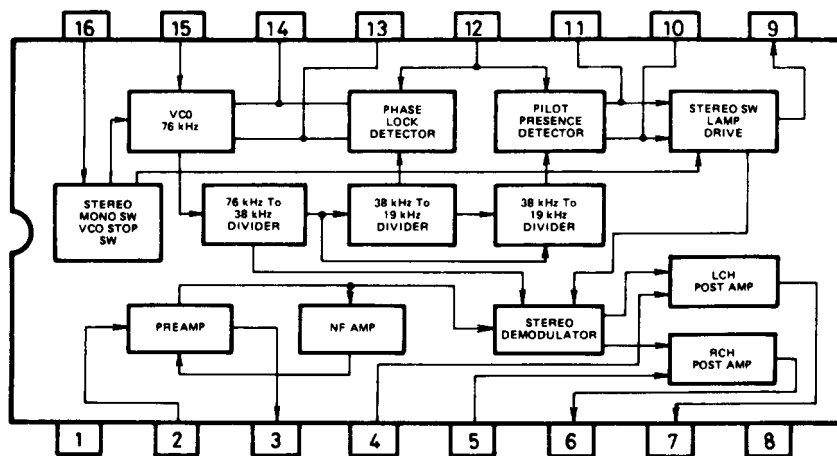 16 15 14 13 12 11 10 9
VCO
76 kHz
PHASE
LOCK
DETECTOR
PILOT
PRESENCE
DETECTOR
STEREO SW
LAMP
DRIVE
STEREO
MONO SW
VCO STOP
SW
76 kHz To
38 kHz
DIVIDER
38 kHz To
19 kHz
DIVIDER
38 kHz To
19 kHz
DIVIDER
LCH
POST AMP
PREAMP
NF AMP
STEREO
DEMODULATOR
RCH
POST AMP
1 2 3 4 5 6 7 8